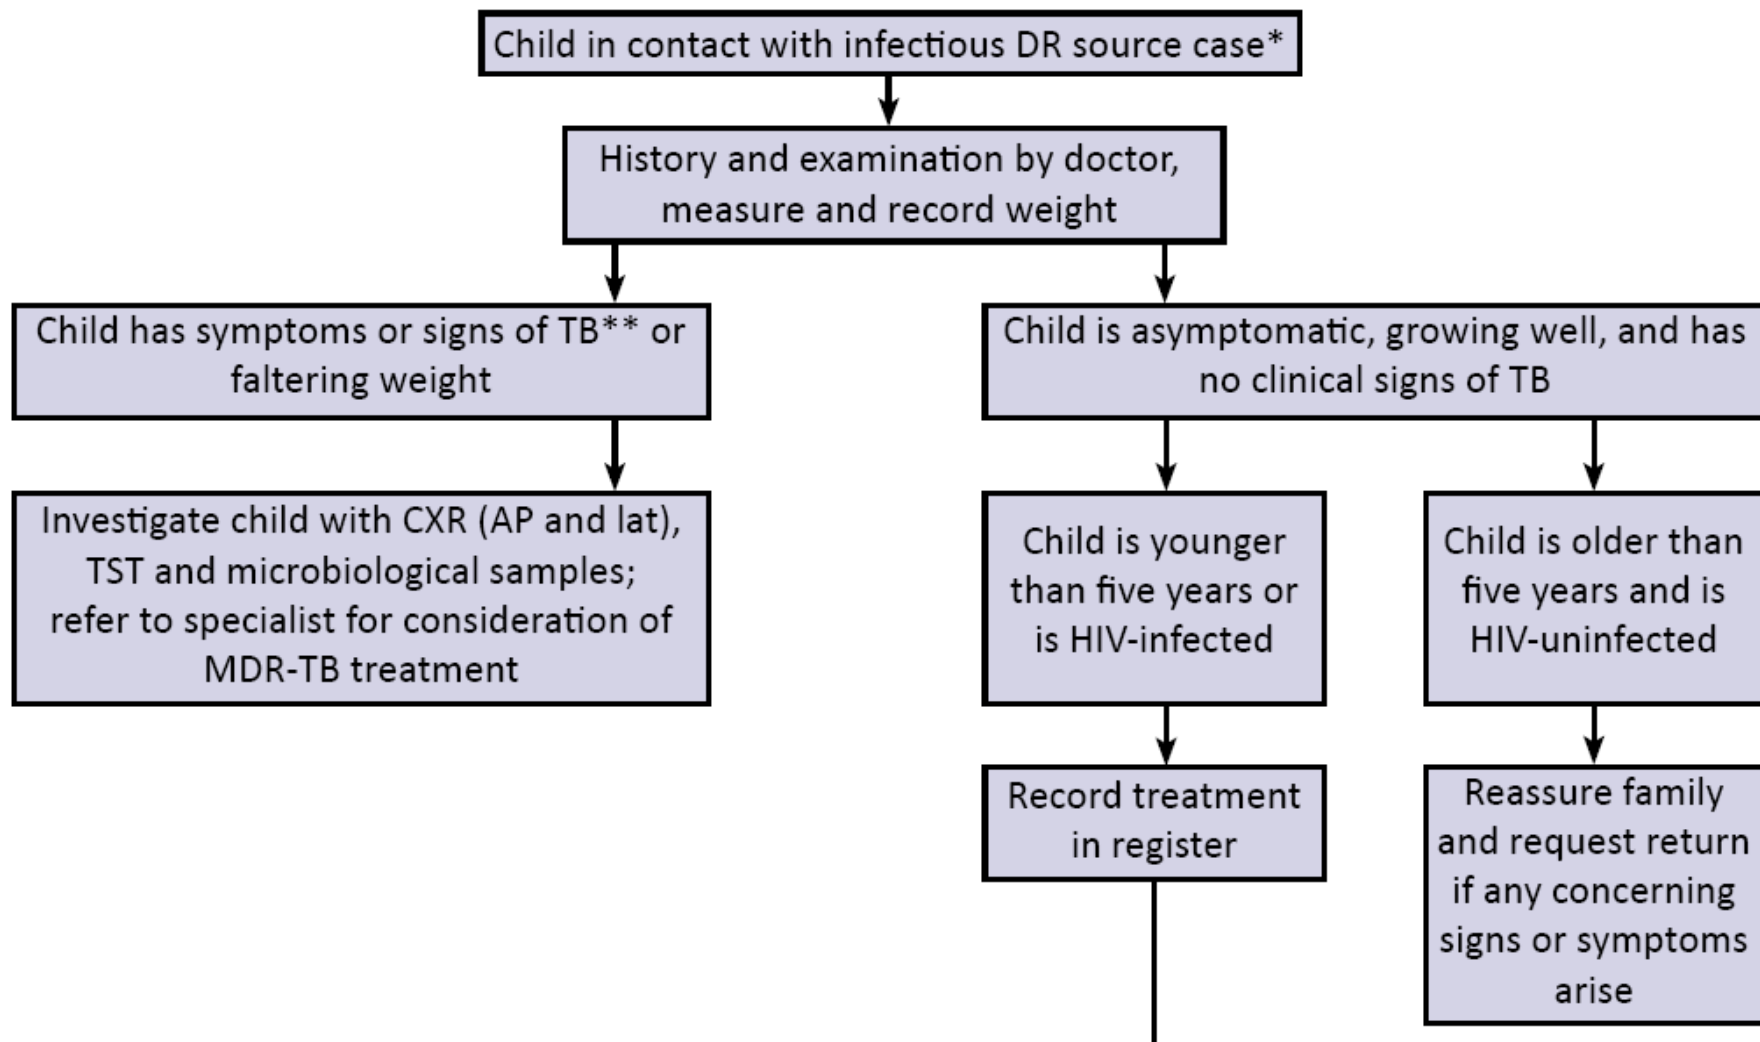 Child in contact with infectious DR source case*
History and examination by doctor,
measure and record weight
Child has symptoms or signs of TB** or
faltering weight
Child is asymptomatic, growing well, and has
no clinical signs of TB
Investigate child with CXR (AP and lat),
TST and microbiological samples;
refer to specialist for consideration of
MDR-TB treatment
Child is younger
than five years or
is HIV-infected
Child is older than
five years and is
HIV-uninfected
Record treatment
in register
Reassure family
and request return
if any concerning
signs or symptoms
arise